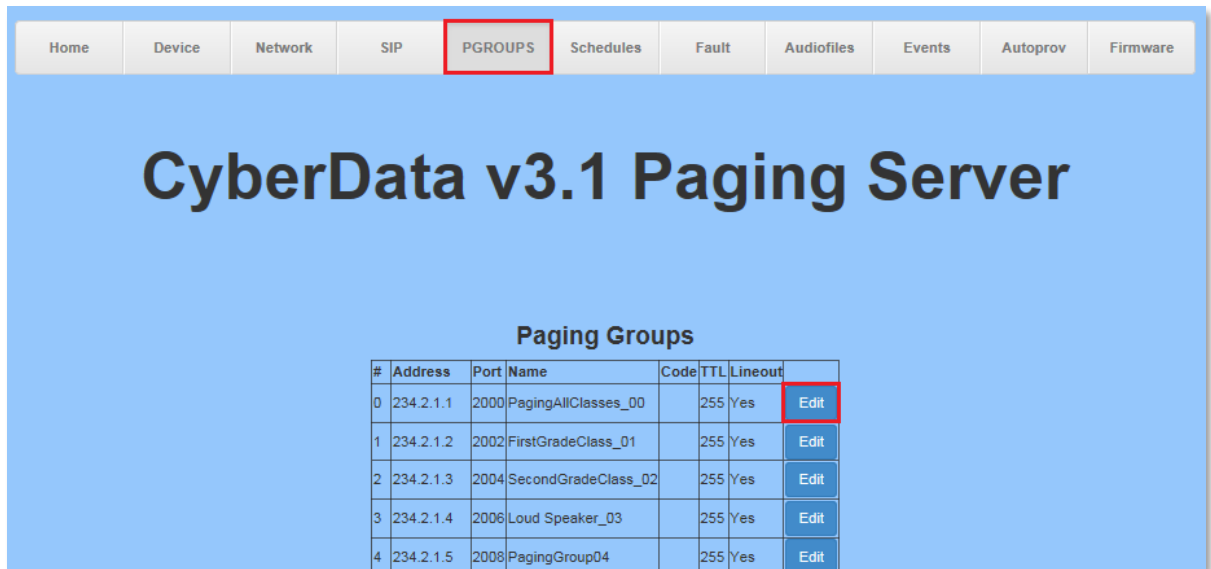 Home Device Network SIP PGROUPS Schedules Fault Audiofiles Events Autoprov Firmware
CyberData v3.1 Paging Server
Paging Groups
# Address Port Name Code TTL Lineout
0 234.2.1.1 2000 PagingAllClasses_00 255 Yes Edit
1 234.2.1.2 2002 FirstGradeClass_01 255 Yes Edit
2 234.2.1.3 2004 SecondGradeClass_02 255 Yes Edit
3 234.2.1.4 2006 Loud Speaker_03 255 Yes Edit
4 234.2.1.5 2008 PagingGroup04 255 Yes Edit